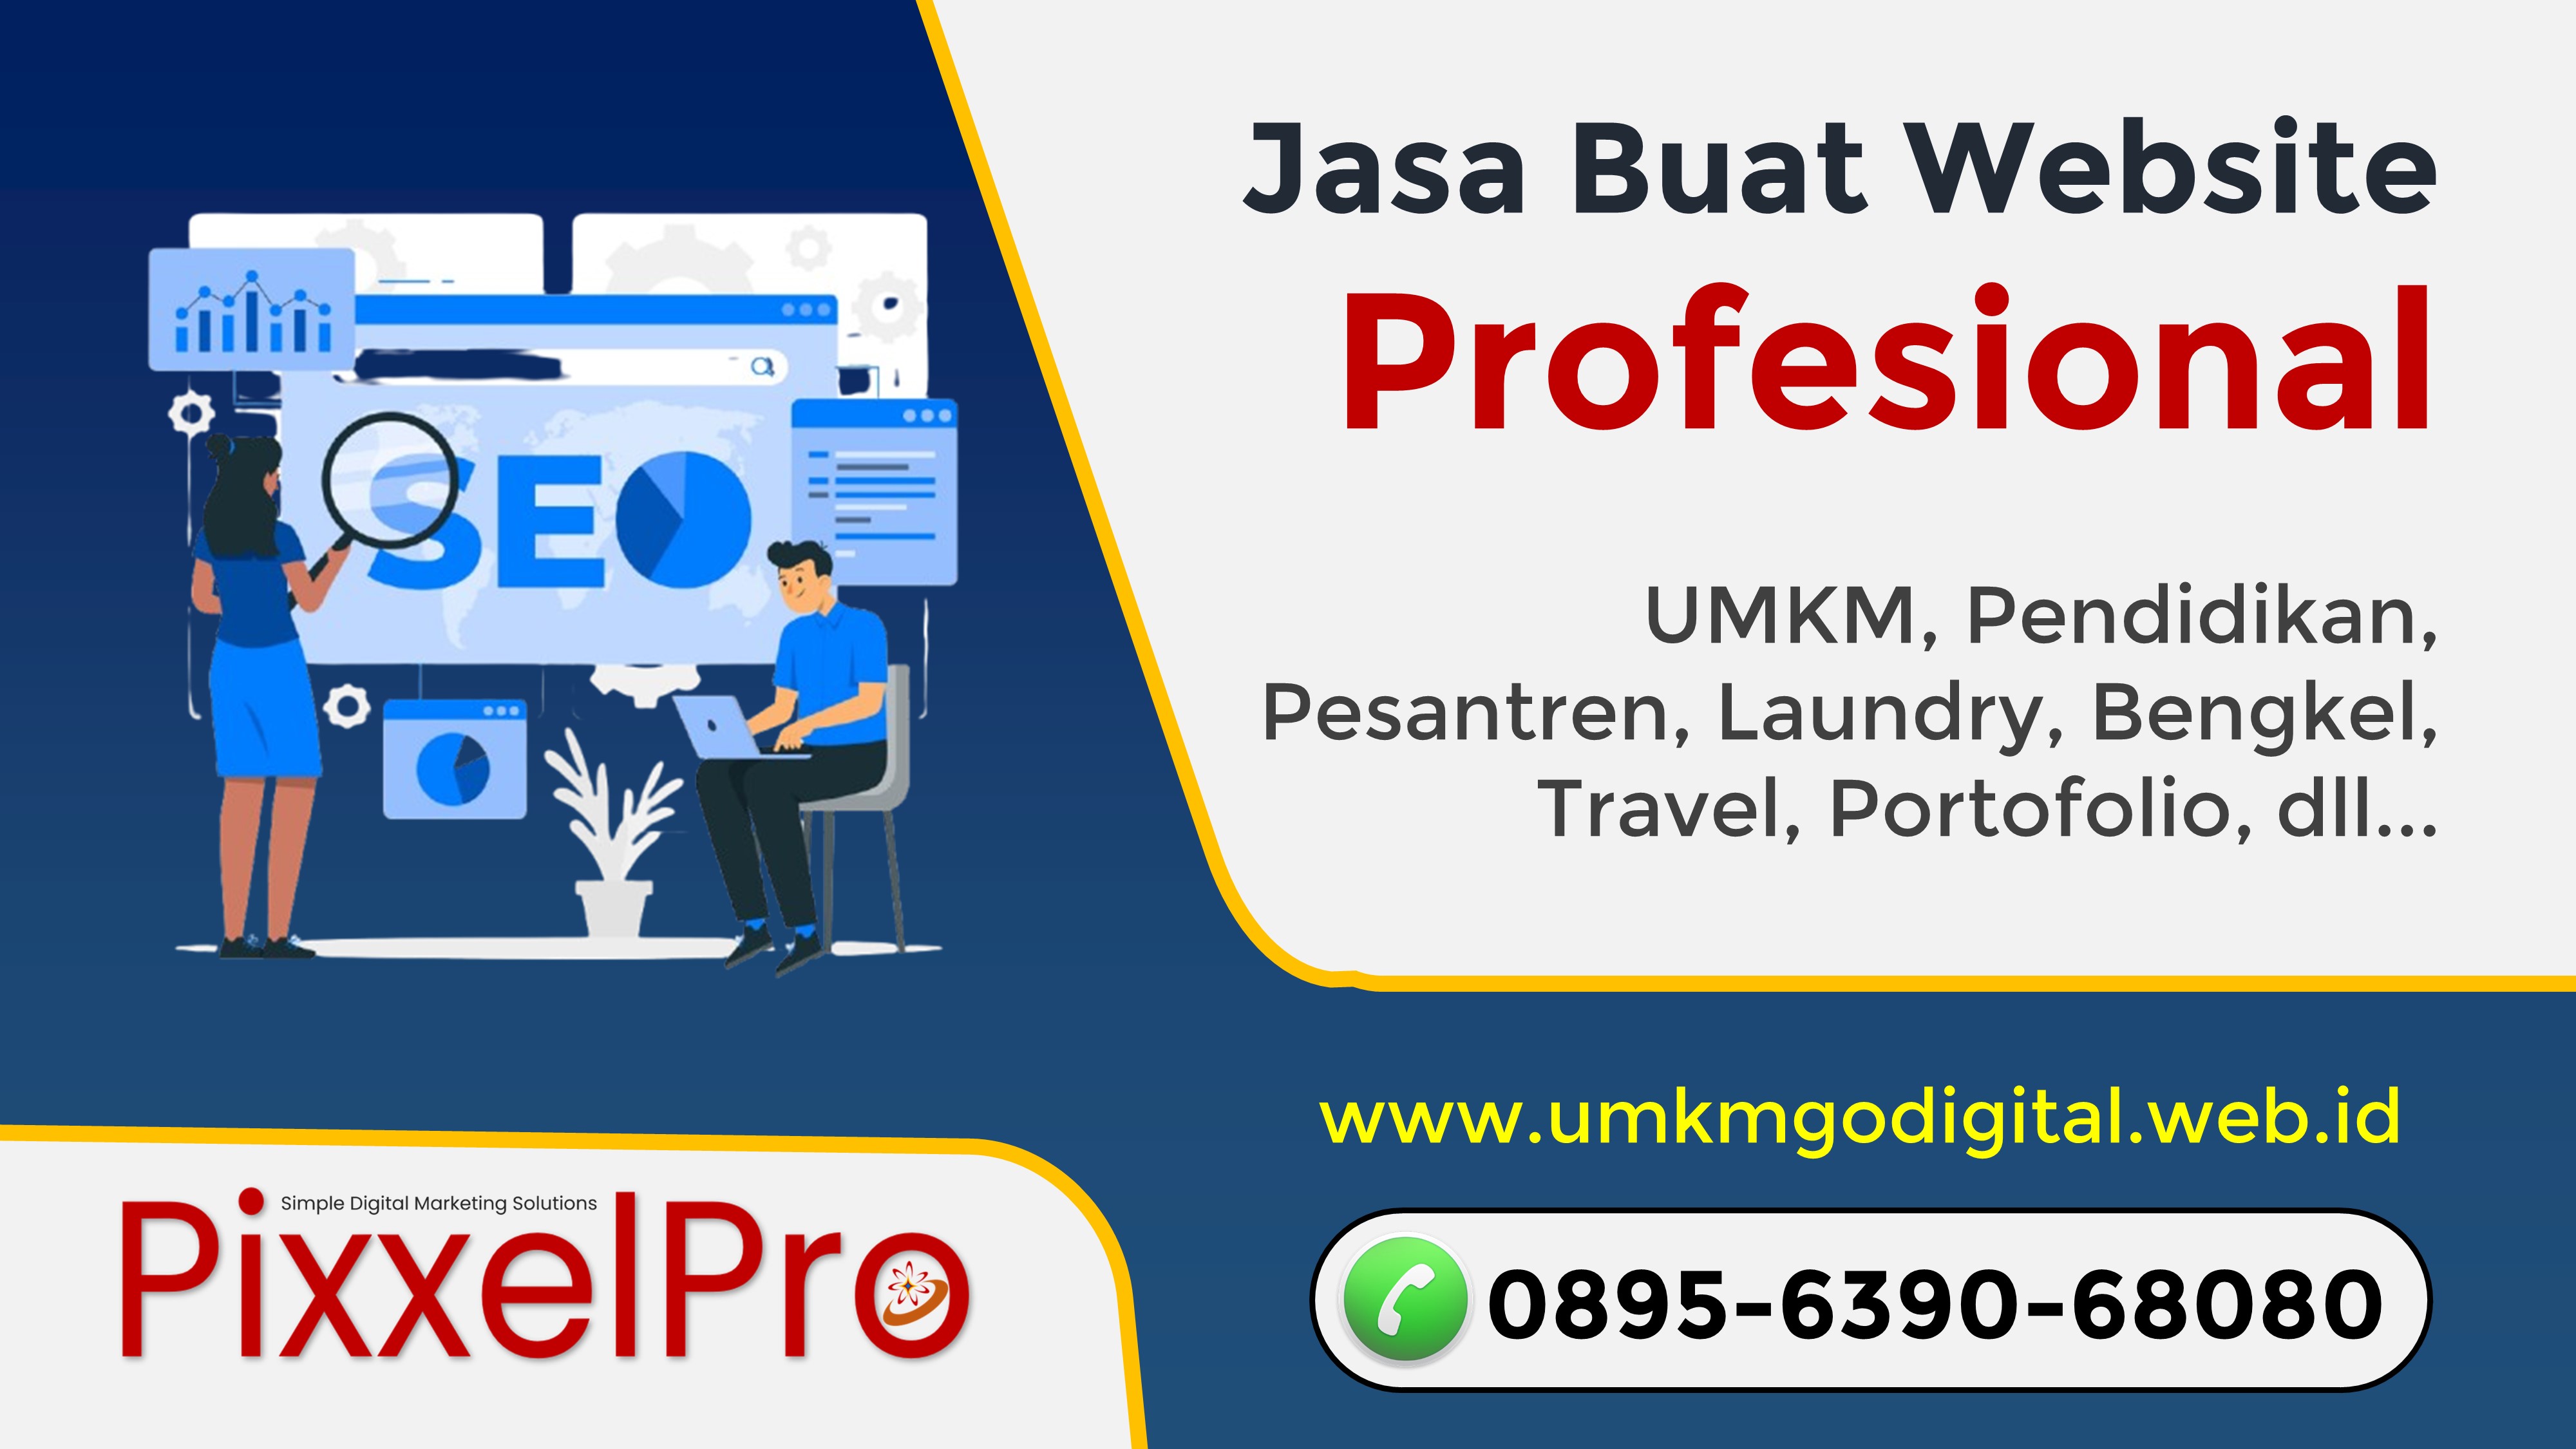 Jasa Buat Website
Profesional
UMKM, Pendidikan,
Pesantren, Laundry, Bengkel,
Travel, Portofolio, dll...
SEO
www.umkmgodigital.web.id
0895-6390-68080
Simple Digital Marketing Solutions
PixxelPro